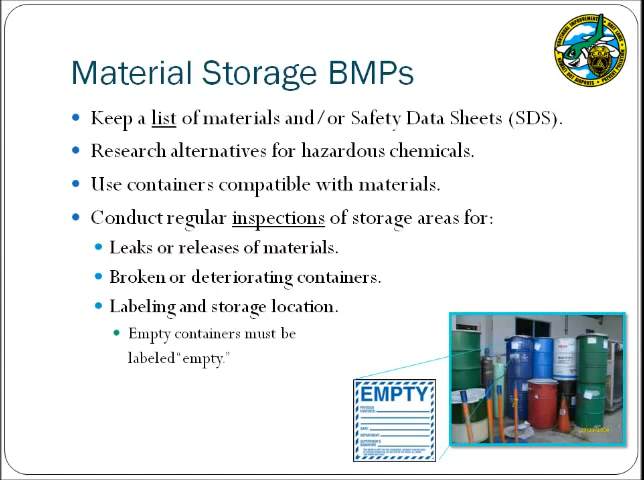 Material Storage BMPs
Keep a list of materials and/or Safety Data Sheets (SDS).
Research alternatives for hazardous chemicals.
Use containers compatible with materials.
Conduct regular inspections of storage areas for:
Leaks or releases of materials.
Broken or deteriorating containers.
Labeling and storage location.
Empty containers must be
labeled “empty.”
EMPTY